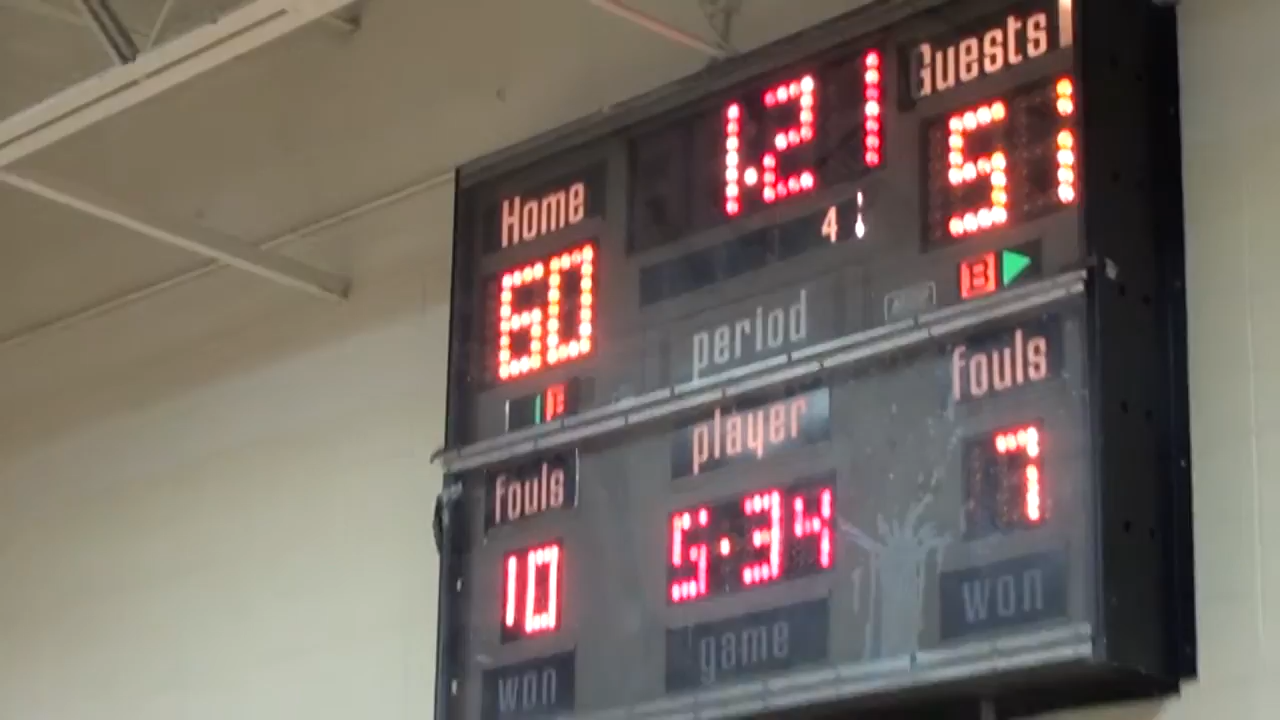 Guests
1:21
51
Home
60
4
B
period
fouls
player
fouls
7
5-34
10
won
game
won